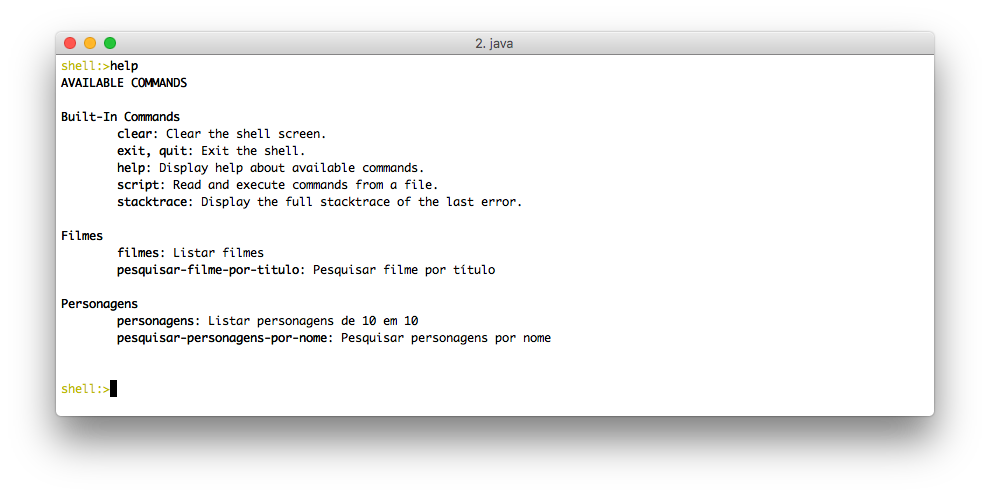 2. java
shell:>help
AVAILABLE COMMANDS
Built-In Commands
clear: Clear the shell screen.
exit, quit: Exit the shell.
help: Display help about available commands.
script: Read and execute commands from a file.
stacktrace: Display the full stacktrace of the last error.
Filmes
filmes: Listar filmes
pesquisar-filme-por-titulo: Pesquisar filme por título
Personagens
personagens: Listar personagens de 10 em 10
pesquisar-personagens-por-nome: Pesquisar personagens por nome
shell:>